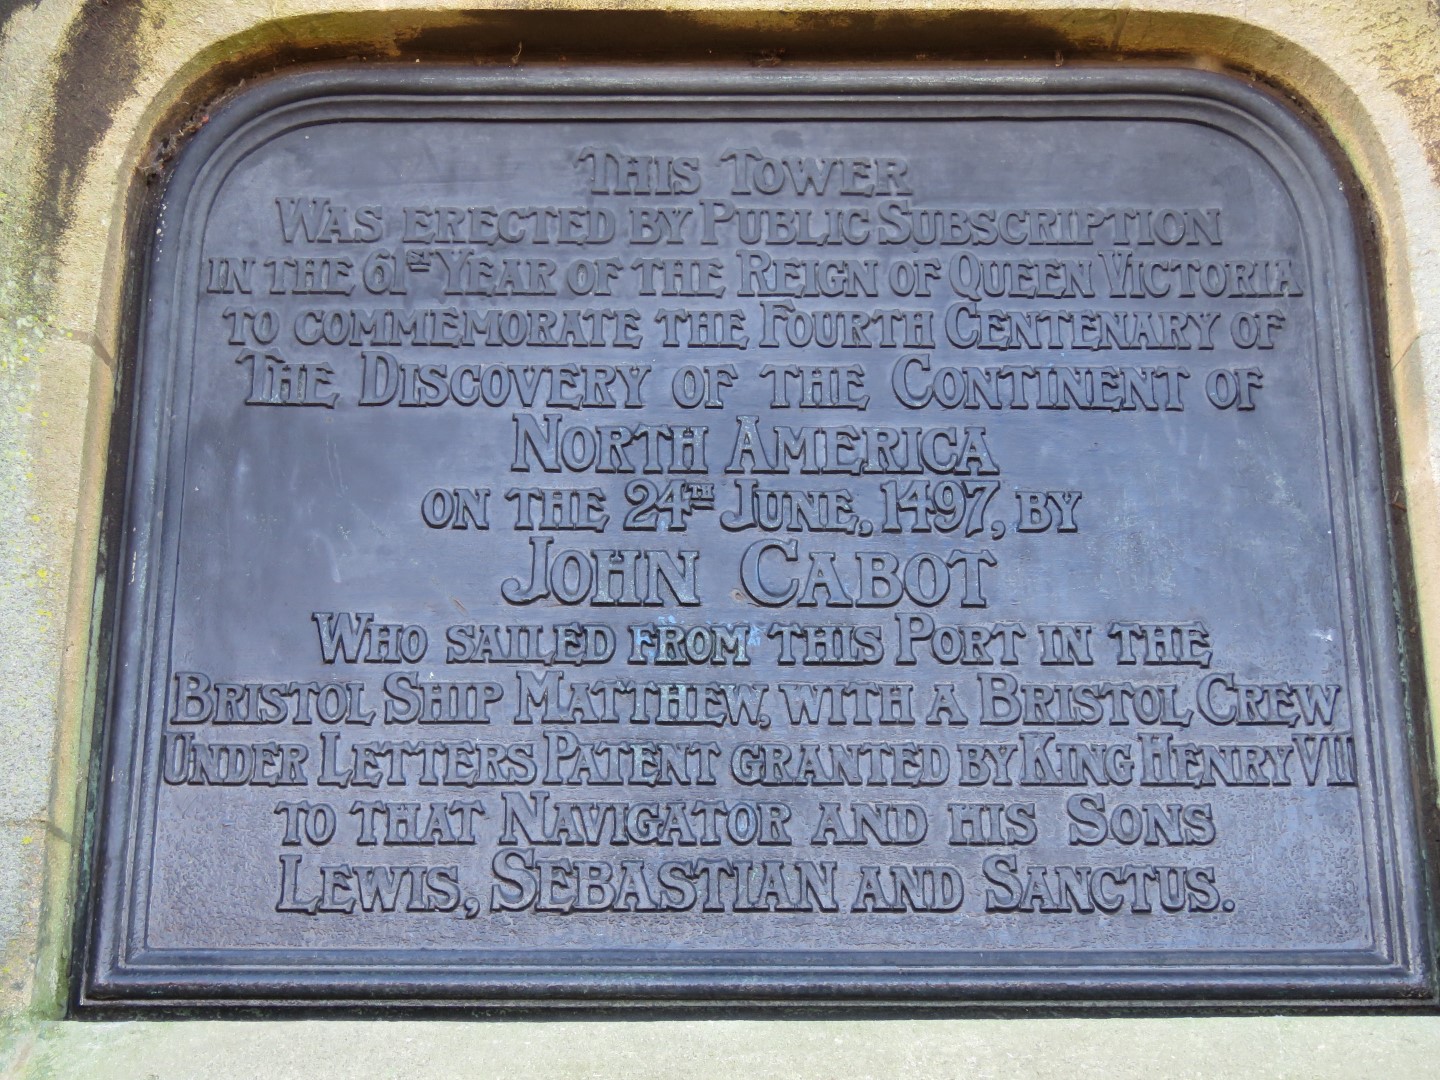 THIS TOWER
WAS ERECTED BY PUBLIC SUBSCRIPTION
IN THE 61ST YEAR OF THE REIGN OF QUEEN VICTORIA
TO COMMEMORATE THE FOURTH CENTENARY OF
THE DISCOVERY OF THE CONTINENT OF
NORTH AMERICA
ON THE 24TH JUNE, 1497, BY
JOHN CABOT
WHO SAILED FROM THIS PORT IN THE
BRISTOL SHIP MATTHEW, WITH A BRISTOL CREW
UNDER LETTERS PATENT GRANTED BY KING HENRY VII
TO THAT NAVIGATOR AND HIS SONS
LEWIS, SEBASTIAN AND SANCTUS.